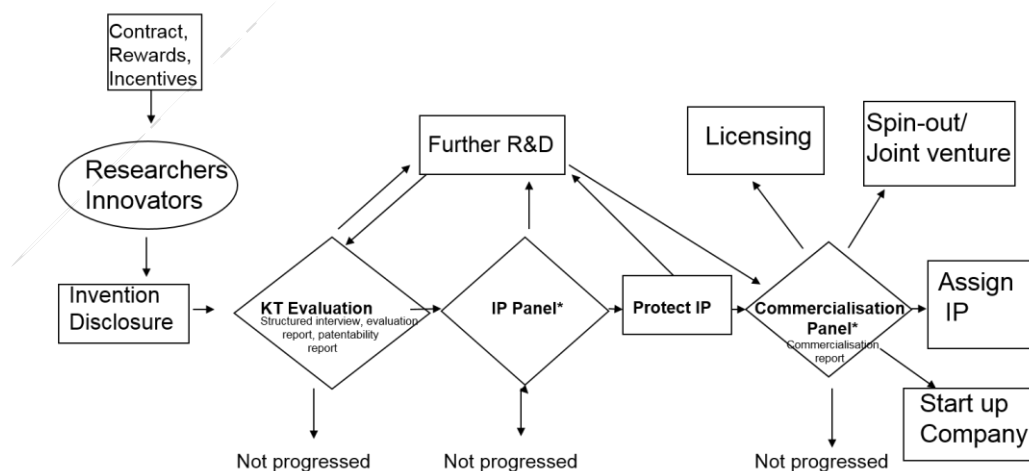 Contract,
Rewards,
Incentives
Researchers
Innovators
Invention
Disclosure
KT Evaluation
Structured interview, evaluation
report, patentability
report
Not progressed
Further R&D
IP Panel*
Not progressed
Protect IP
Commercialisation
Panel*
Commercialisation
report
Not progressed
Licensing
Spin-out/
Joint venture
Assign
IP
Start up
Company